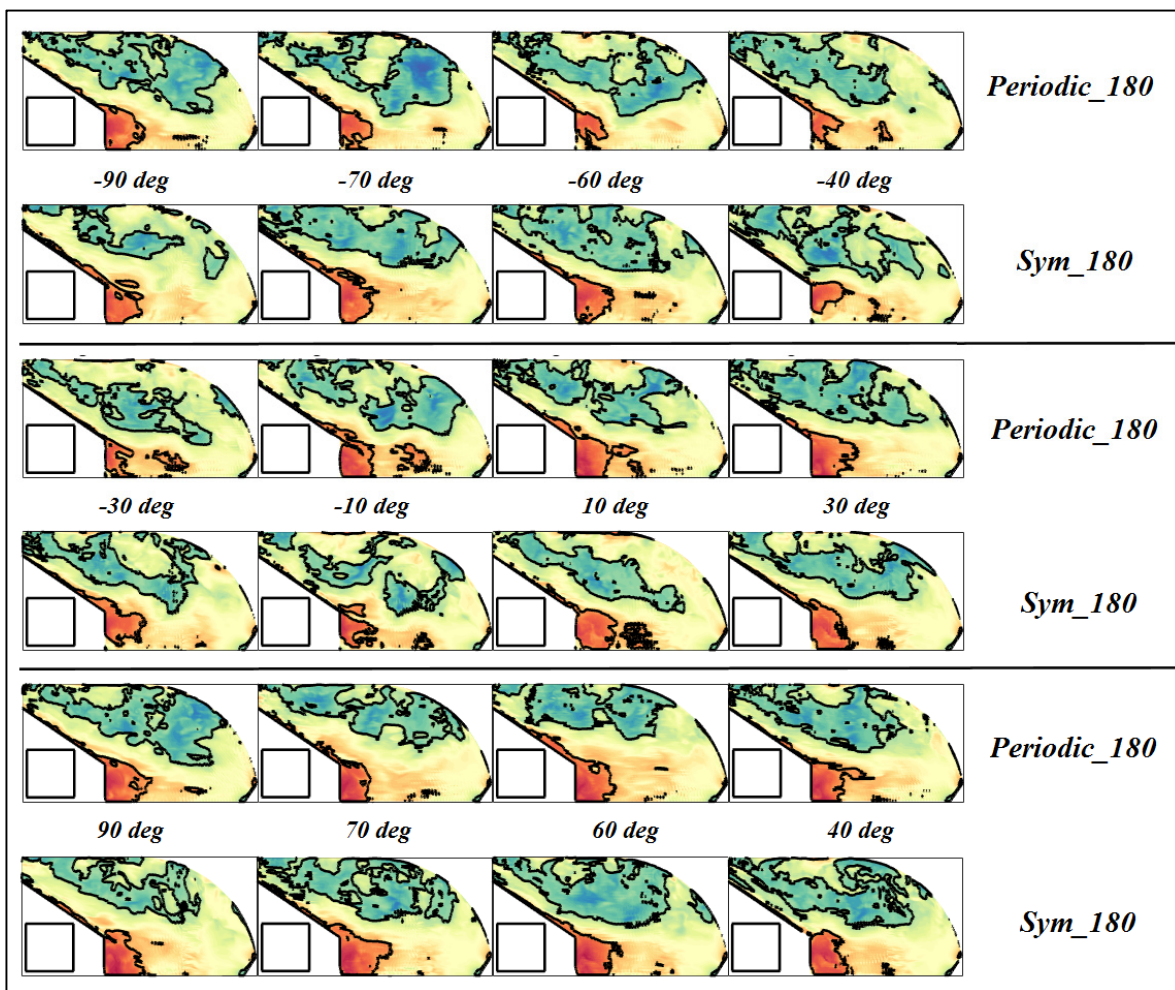 Periodic_180
-90 deg -70 deg -60 deg -40 deg
Sym_180
Periodic_180
-30 deg -10 deg 10 deg 30 deg
Sym_180
Periodic_180
90 deg 70 deg 60 deg 40 deg
Sym_180